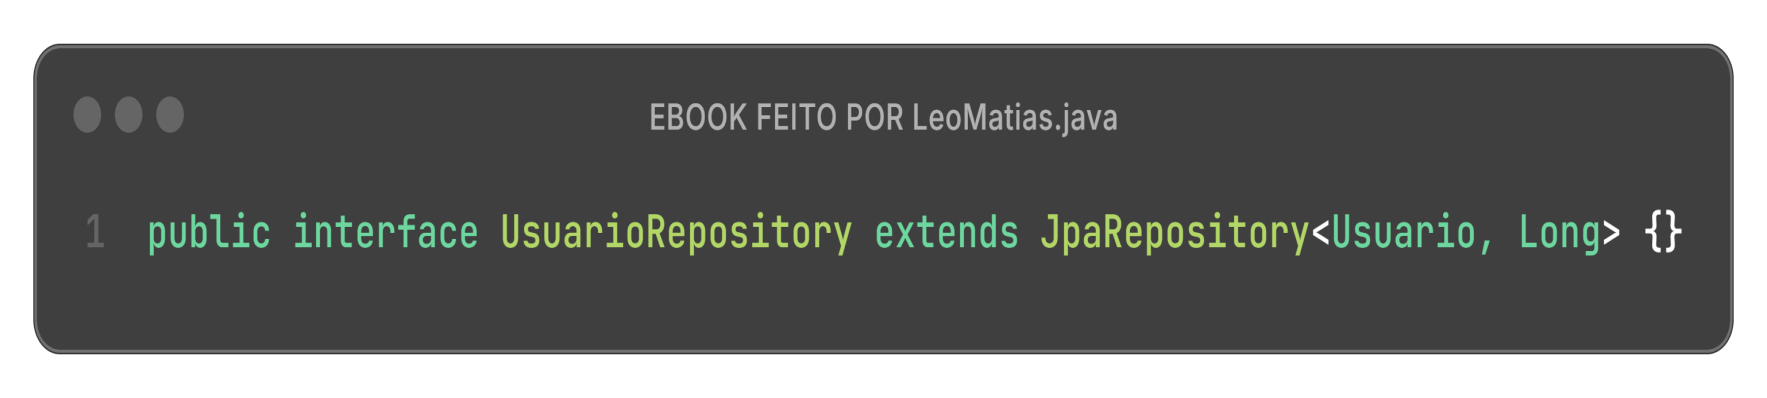 EBOOK FEITO POR LeoMatias.java
1 public interface UsuarioRepository extends JpaRepository<Usuario, Long> {}